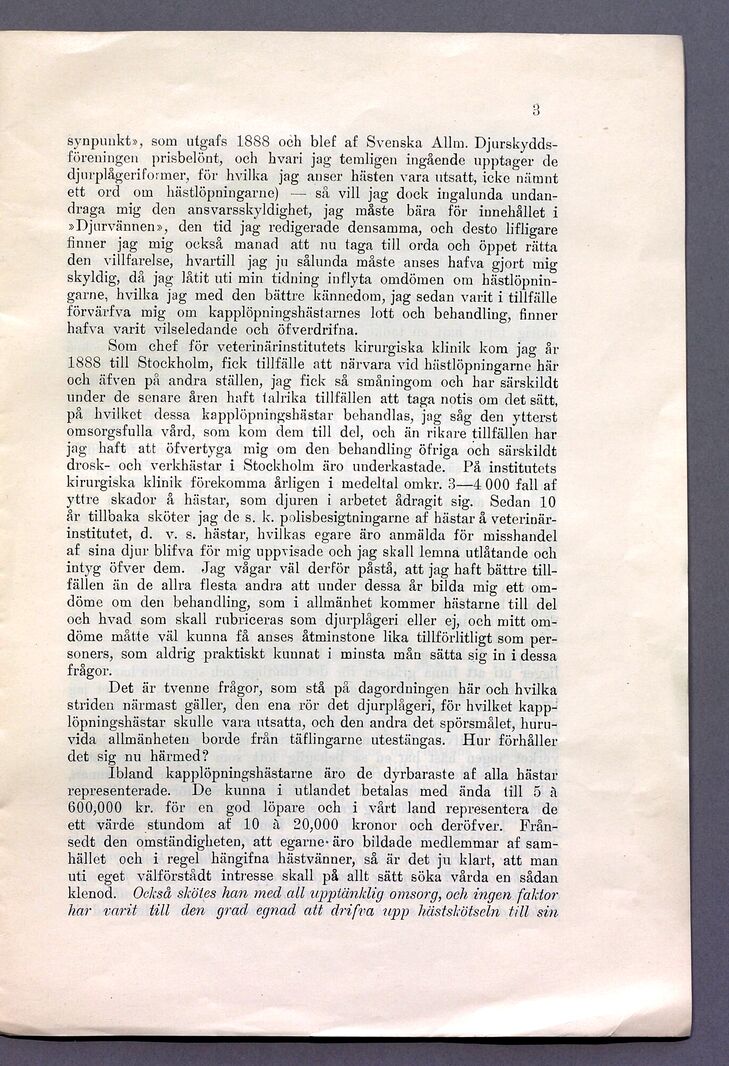 3
synpunkt», som utgafs 1888 och blef af Svenska Allm. Djurskydds-
föreningen prisbelönt, och hvari jag temligen ingående upptager de
djurplågeriformer, för hvilka jag anser hästen vara utsatt, icke nämnt
ett ord om hästlöpningarne) — så vill jag dock ingalunda undan-
draga mig den ansvarsskyldighet, jag måste bära för innehållet i
»Djurvännen», den tid jag redigerade densamma, och desto lifligare
finner jag mig också manad att nu taga till orda och öppet rätta
den villfarelse, hvartill jag ju sålunda måste anses hafva gjort mig
skyldig, då jag låtit uti min tidning inflyta omdömen om hästlöpnin-
garne, hvilka jag med den bättre kännedom, jag sedan varit i tillfälle
förvärfva mig om kapplöpningshästarnes lott och behandling, finner
hafva varit vilseledande och öfverdrifna.
Som chef för veterinärinstitutets kirurgiska klinik kom jag år
1888 till Stockholm, fick tillfälle att närvara vid hästlöpningarne här
och äfven på andra ställen, jag fick så småningom och har särskildt
under de senare åren haft talrika tillfällen att taga notis om det sätt,
på hvilket dessa kapplöpningshästar behandlas, jag såg den ytterst
omsorgsfulla vård, som kom dem till del, och än rikare tillfällen har
jag haft att öfvertyga mig om den behandling öfriga och särskildt
drosk- och verkhästar i Stockholm äro underkastade. På institutets
kirurgiska klinik förekomma årligen i medeltal omkr. 3—4 000 fall af
yttre skador å hästar, som djuren i arbetet ådragit sig. Sedan 10
år tillbaka sköter jag de s. k. polisbesigtningarne af hästar å veterinär-
institutet, d. v. s. hästar, hvilkas egare äro anmälda för misshandel
af sina djur blifva för mig uppvisade och jag skall lemna utlåtande och
intyg öfver dem. Jag vågar väl derför påstå, att jag haft bättre till-
fällen än de allra flesta andra att under dessa år bilda mig ett om-
döme om den behandling, som i allmänhet kommer hästarne till del
och hvad som skall rubriceras som djurplågeri eller ej, och mitt om-
döme måtte väl kunna få anses åtminstone lika tillförlitligt som per-
soners, som aldrig praktiskt kunnat i minsta mån sätta sig in i dessa
frågor.
Det är tvenne frågor, som stå på dagordningen här och hvilka
striden närmast gäller, den ena rör det djurplågeri, för hvilket kapp-
löpningshästar skulle vara utsatta, och den andra det spörsmålet, huru-
vida allmänheten borde från täflingarne utestängas. Hur förhåller
det sig nu härmed?
Ibland kapplöpningshästarne äro de dyrbaraste af alla hästar
representerade. De kunna i utlandet betalas med ända till 5 à
600,000 kr. för en god löpare och i vårt land representera de
ett värde stundom af 10 à 20,000 kronor och deröfver. Från-
sedt den omständigheten, att egarne äro bildade medlemmar af sam-
hället och i regel hängifna hästvänner, så är det ju klart, att man
uti eget välförstådt intresse skall på allt sätt söka vårda en sådan
klenod. Också skötes han med all upptänklig omsorg, och ingen faktor
har varit till den grad egnad att drifva upp hästskötseln till sin